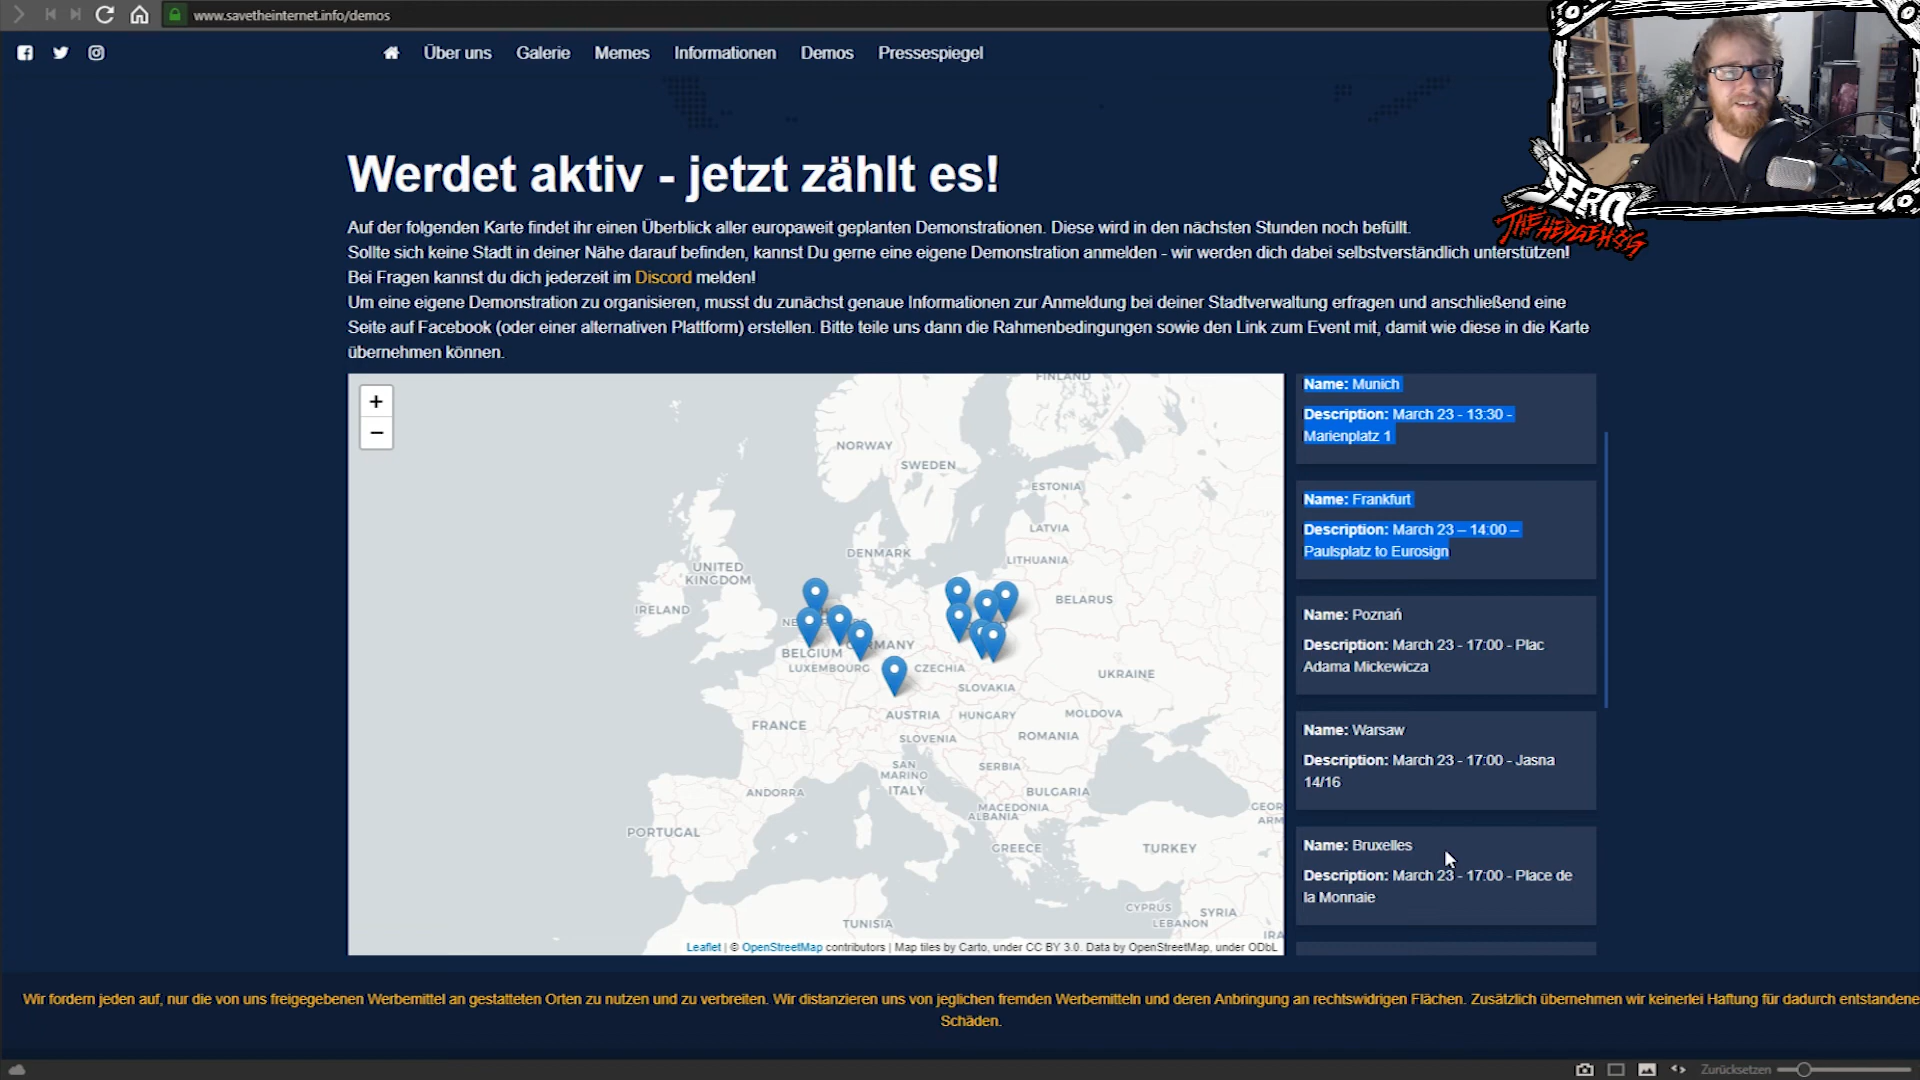 www.savetheinternet.info/demos
Über uns Galerie Memes Informationen Demos Pressespiegel
SERO
THE HEDGEHOG
Werdet aktiv - jetzt zählt es!
Auf der folgenden Karte findet ihr einen Überblick aller europaweit geplanten Demonstrationen. Diese wird in den nächsten Stunden noch befüllt.
Sollte sich keine Stadt in deiner Nähe darauf befinden, kannst Du gerne eine eigene Demonstration anmelden - wir werden dich dabei selbstverständlich unterstützen!
Bei Fragen kannst du dich jederzeit im Discord melden!
Um eine eigene Demonstration zu organisieren, musst du zunächst genaue Informationen zur Anmeldung bei deiner Stadtverwaltung erfragen und anschließend eine
Seite auf Facebook (oder einer alternativen Plattform) erstellen. Bitte teile uns dann die Rahmenbedingungen sowie den Link zum Event mit, damit wie diese in die Karte
übernehmen können.
+
−
FINLAND
NORWAY
SWEDEN
ESTONIA
LATVIA
DENMARK
LITHUANIA
UNITED
KINGDOM
IRELAND
BELARUS
BELGIUM
LUXEMBOURG
CZECHIA
SLOVAKIA
UKRAINE
AUSTRIA
HUNGARY
MOLDOVA
FRANCE
SLOVENIA
ROMANIA
SAN
MARINO
ITALY
SERBIA
ANDORRA
BULGARIA
MACEDONIA
ALBANIA
PORTUGAL
GREECE
TURKEY
TUNISIA
CYPRUS
LEBANON
SYRIA
Leaflet | © OpenStreetMap contributors | Map tiles by Carto, under CC BY 3.0. Data by OpenStreetMap, under ODbL
Name: Munich
Description: March 23 - 13:30 -
Marienplatz 1
Name: Frankfurt
Description: March 23 – 14:00 –
Paulsplatz to Eurosign
Name: Poznań
Description: March 23 - 17:00 - Plac
Adama Mickewicza
Name: Warsaw
Description: March 23 - 17:00 - Jasna
14/16
Name: Bruxelles
Description: March 23 - 17:00 - Place de
la Monnaie
Wir fordern jeden auf, nur die von uns freigegebenen Werbemittel an gestatteten Orten zu nutzen und zu verbreiten. Wir distanzieren uns von jeglichen fremden Werbemitteln und deren Anbringung an rechtswidrigen Flächen. Zusätzlich übernehmen wir keinerlei Haftung für dadurch entstandene
Schäden.
Zurücksetzen